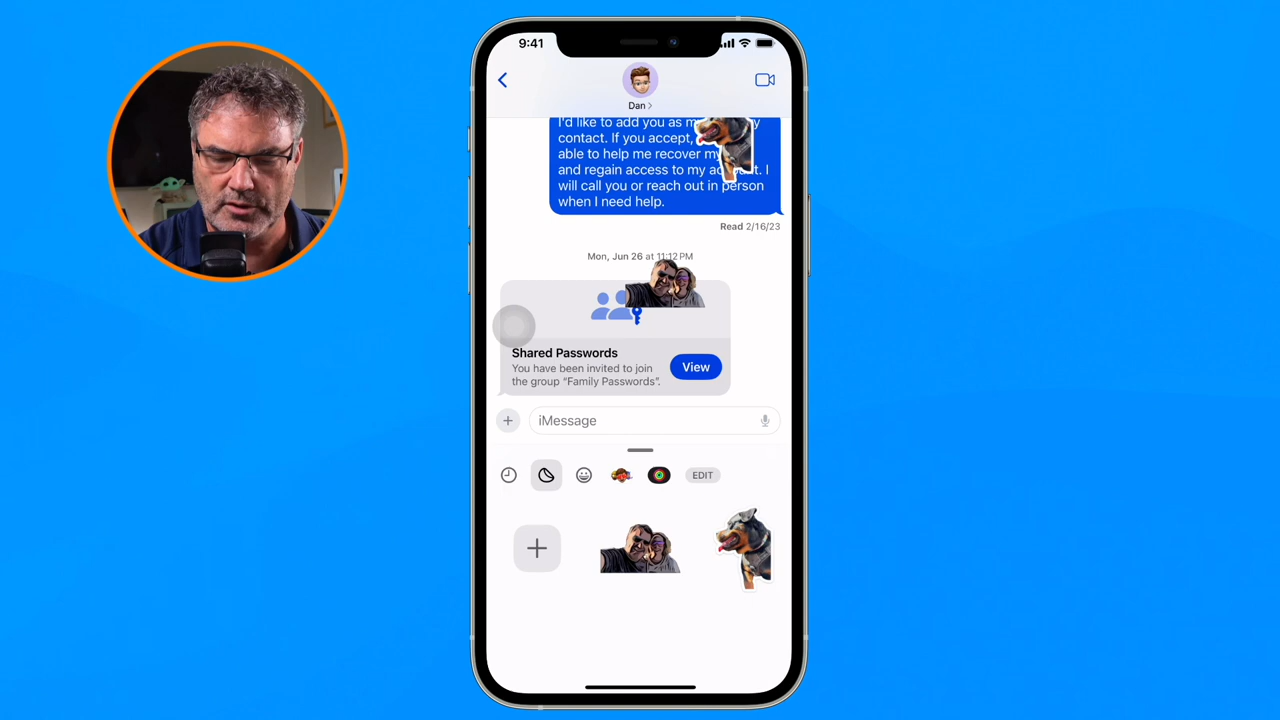 9:41
Dan
I'd like to add you as
contact. If you accept,
able to help me recover my
and regain access to my I
will call you or reach out in person
when I need help.
Read 2/16/23
Mon, Jun 26 at 11:12 PM
Shared Passwords
You have been invited to join
the group “Family Passwords”.
View
iMessage
EDIT